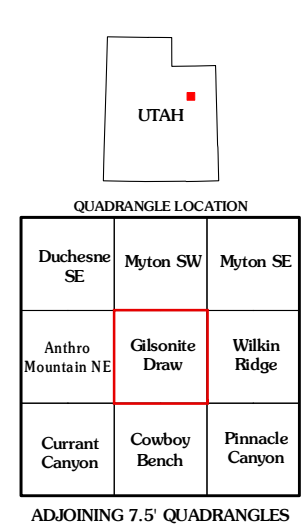 UTAH
QUADRANGLE LOCATION
Duchesne
SE
Myton SW
Myton SE
Anthro
Mountain NE
Gilsonite
Draw
Wilkin
Ridge
Currant
Canyon
Cowboy
Bench
Pinnacle
Canyon
ADJOINING 7.5' QUADRANGLES